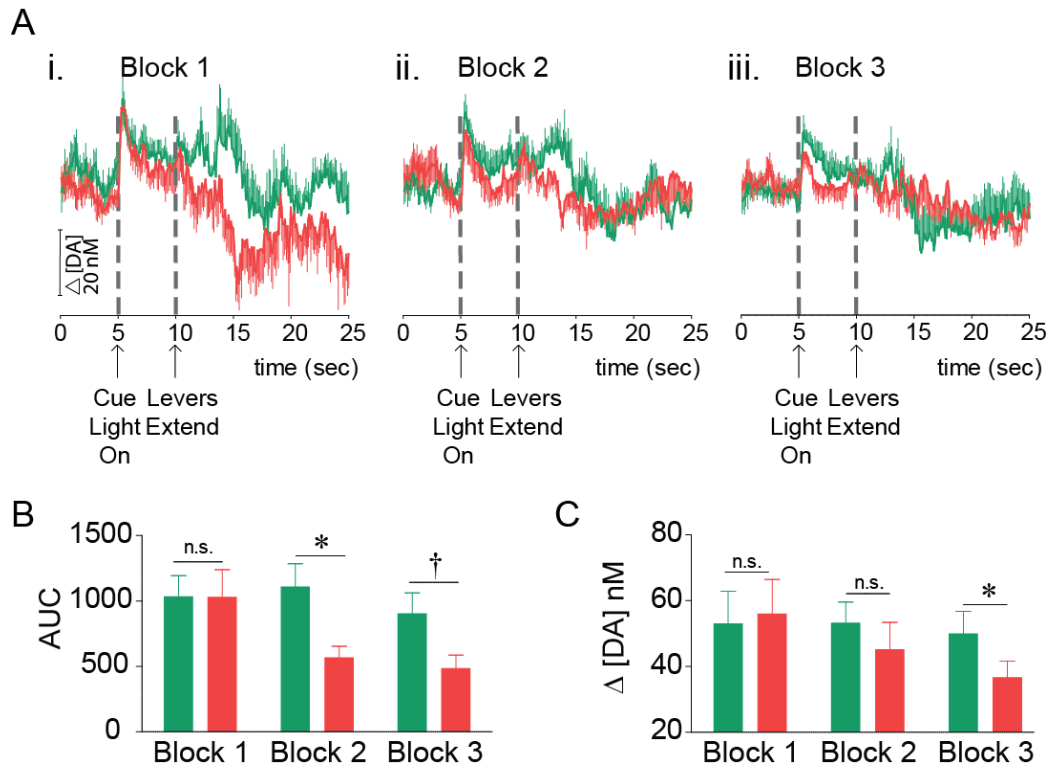 A
i. Block 1
ii. Block 2
iii. Block 3
△[DA]
20 nM
0 5 10 15 20 25
0 5 10 15 20 25
0 5 10 15 20 25
time (sec)
time (sec)
time (sec)
Cue Levers
Light Extend
On
Cue Levers
Light Extend
On
Cue Levers
Light Extend
On
B
AUC
1500
1000
500
0
n.s.
*
†
Block 1 Block 2 Block 3
C
Δ [DA] nM
80
60
40
20
n.s.
n.s.
*
Block 1 Block 2 Block 3